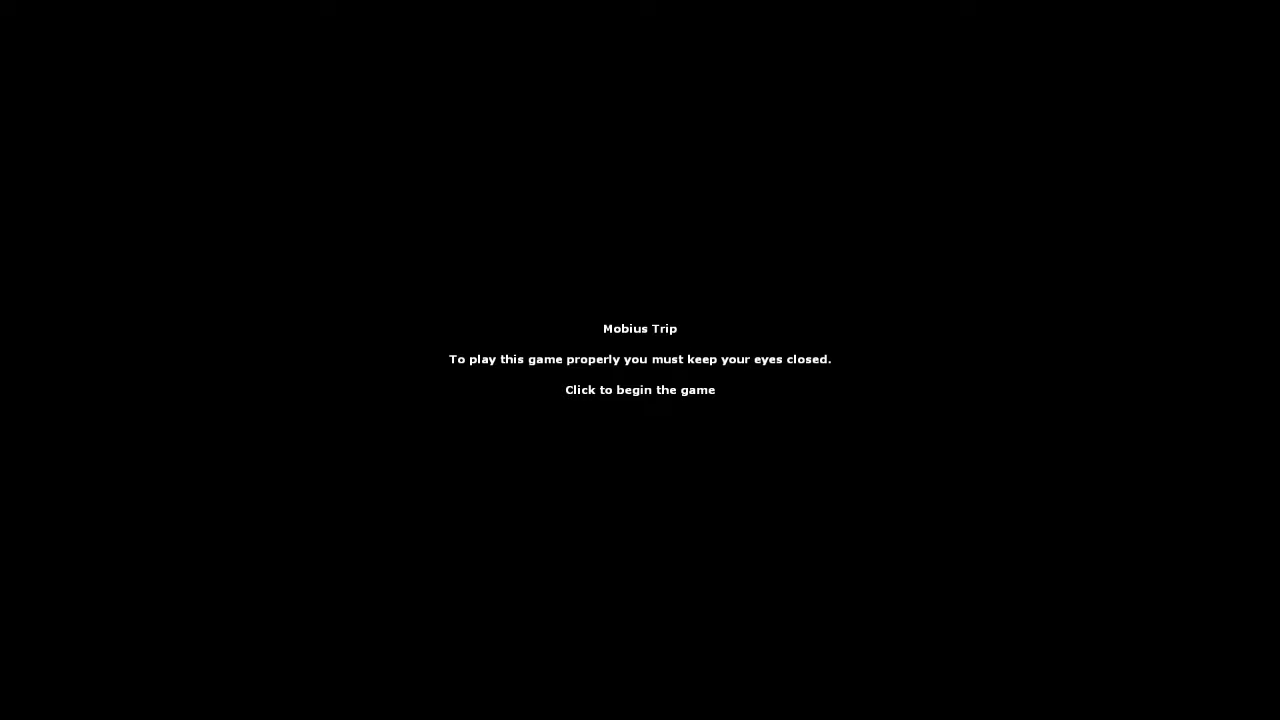 Mobius Trip
To play this game properly you must keep your eyes closed.
Click to begin the game